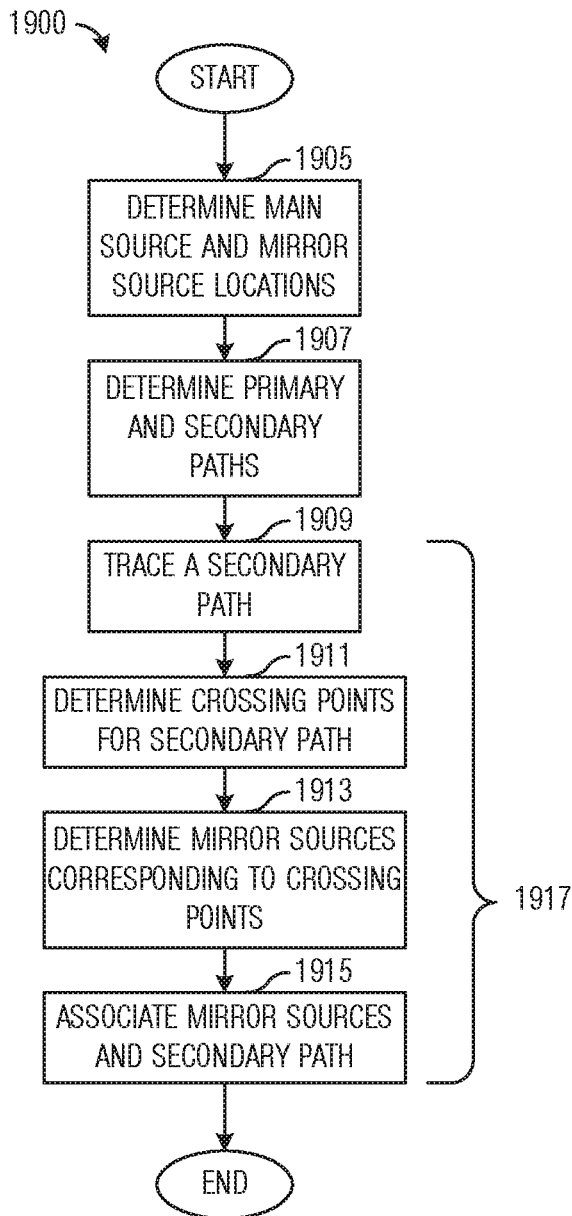 1900
START
1905
DETERMINE MAIN
SOURCE AND MIRROR
SOURCE LOCATIONS
1907
DETERMINE PRIMARY
AND SECONDARY
PATHS
1909
TRACE A SECONDARY
PATH
1911
DETERMINE CROSSING POINTS
FOR SECONDARY PATH
1913
DETERMINE MIRROR SOURCES
CORRESPONDING TO CROSSING
POINTS
1917
1915
ASSOCIATE MIRROR SOURCES
AND SECONDARY PATH
END